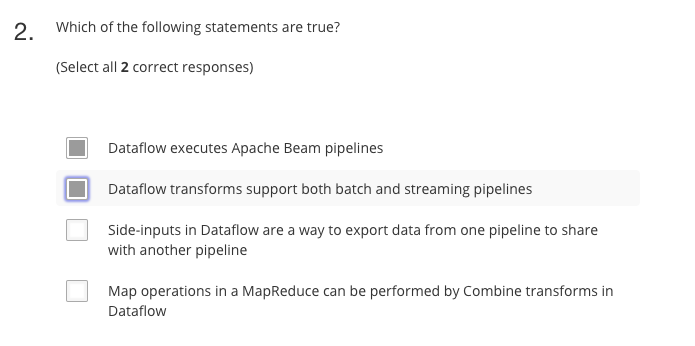 2. Which of the following statements are true?
(Select all 2 correct responses)
Dataflow executes Apache Beam pipelines
Dataflow transforms support both batch and streaming pipelines
Side-inputs in Dataflow are a way to export data from one pipeline to share
with another pipeline
Map operations in a MapReduce can be performed by Combine transforms in
Dataflow